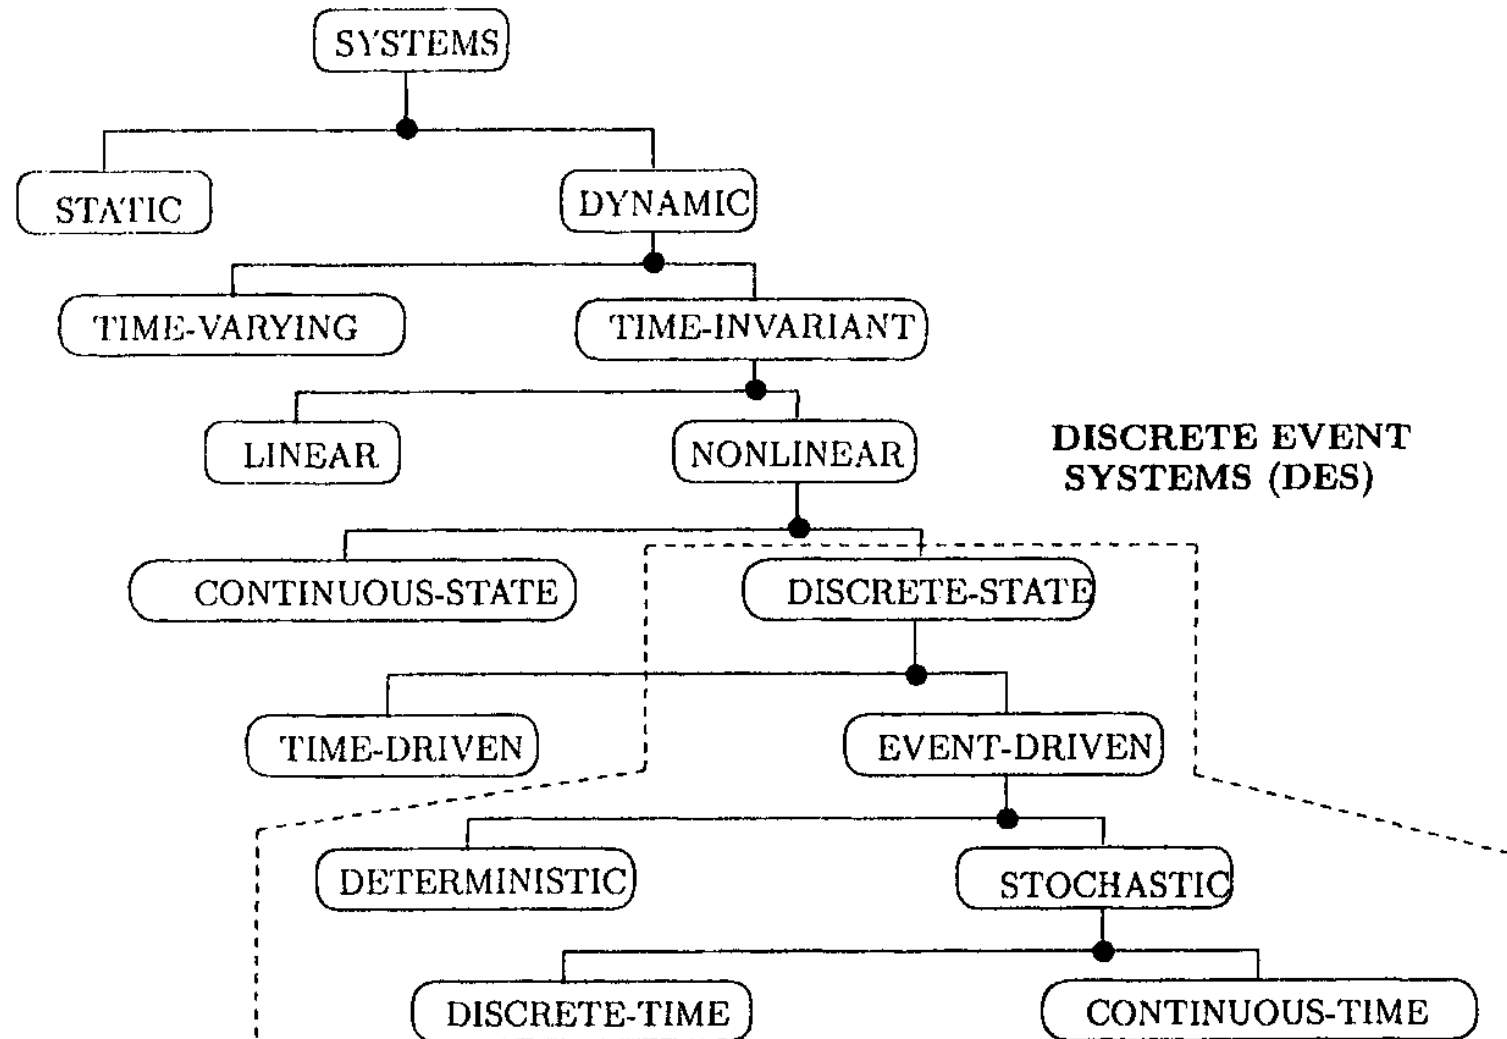 SYSTEMS
STATIC
DYNAMIC
TIME-VARYING
TIME-INVARIANT
LINEAR
NONLINEAR
DISCRETE EVENT
SYSTEMS (DES)
CONTINUOUS-STATE
DISCRETE-STATE
TIME-DRIVEN
EVENT-DRIVEN
DETERMINISTIC
STOCHASTIC
DISCRETE-TIME
CONTINUOUS-TIME